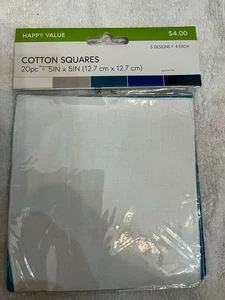 HAPPY VALUE
$4.00
COTTON SQUARES
5 DESIGNS • 4 EACH
20pc - 5IN x 5IN (12.7 cm x 12.7 cm)